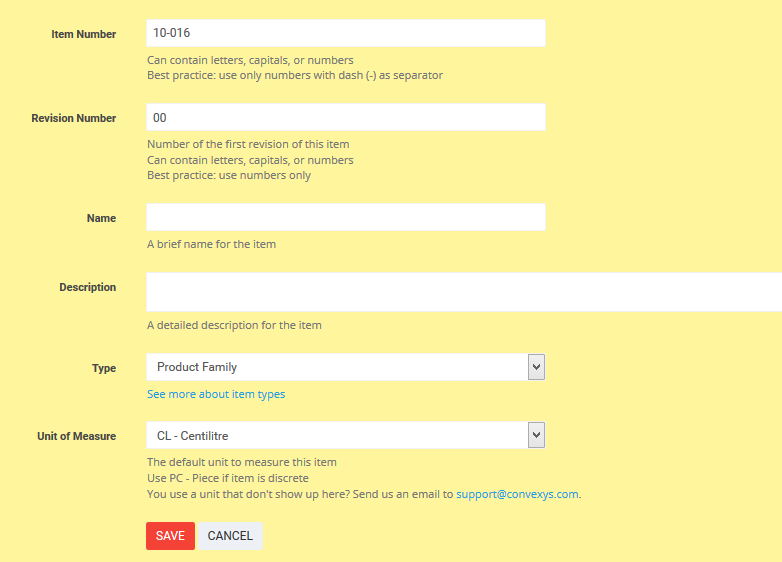 Item Number
10-016
Can contain letters, capitals, or numbers
Best practice: use only numbers with dash (-) as separator
Revision Number
00
Number of the first revision of this item
Can contain letters, capitals, or numbers
Best practice: use numbers only
Name
A brief name for the item
Description
A detailed description for the item
Type
Product Family
See more about item types
Unit of Measure
CL - Centilitre
The default unit to measure this item
Use PC - Piece if item is discrete
You use a unit that don't show up here? Send us an email to support@convexys.com.
SAVE CANCEL